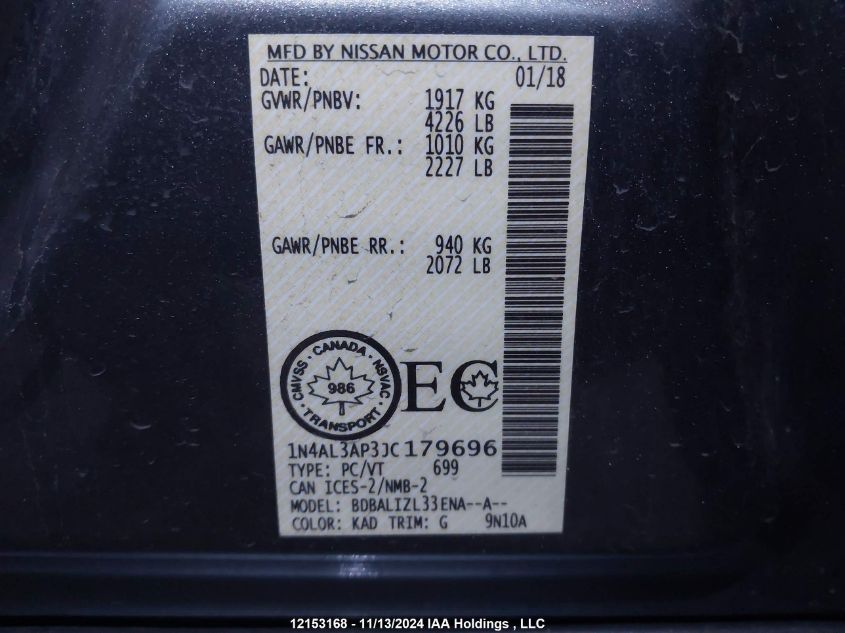 MFD BY NISSAN MOTOR CO., LTD.
DATE: 01/18
GVWR/PNBV: 1917 KG
4226 LB
GAWR/PNBE FR.: 1010 KG
2227 LB
GAWR/PNBE RR.: 940 KG
2072 LB
CMVSS · CANADA · NSVAC · TRANSPORT ·
986
EC
1N4AL3AP3JC179696
TYPE: PC/VT 699
CAN ICES-2/NMB-2
MODEL: BDBALIZL33ENA--A--
COLOR: KAD TRIM: G 9N10A
12153168 - 11/13/2024 IAA Holdings , LLC